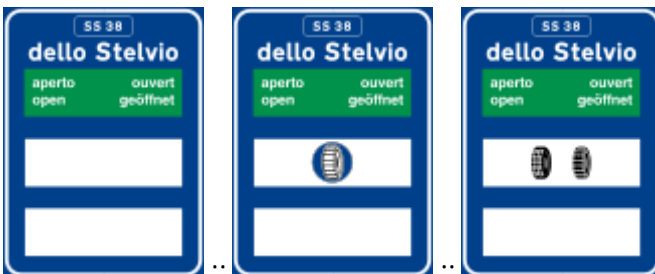 SS 38
dello Stelvio
aperto ouvert
open geöffnet
SS 38
dello Stelvio
aperto ouvert
open geöffnet
SS 38
dello Stelvio
aperto ouvert
open geöffnet
.. ..